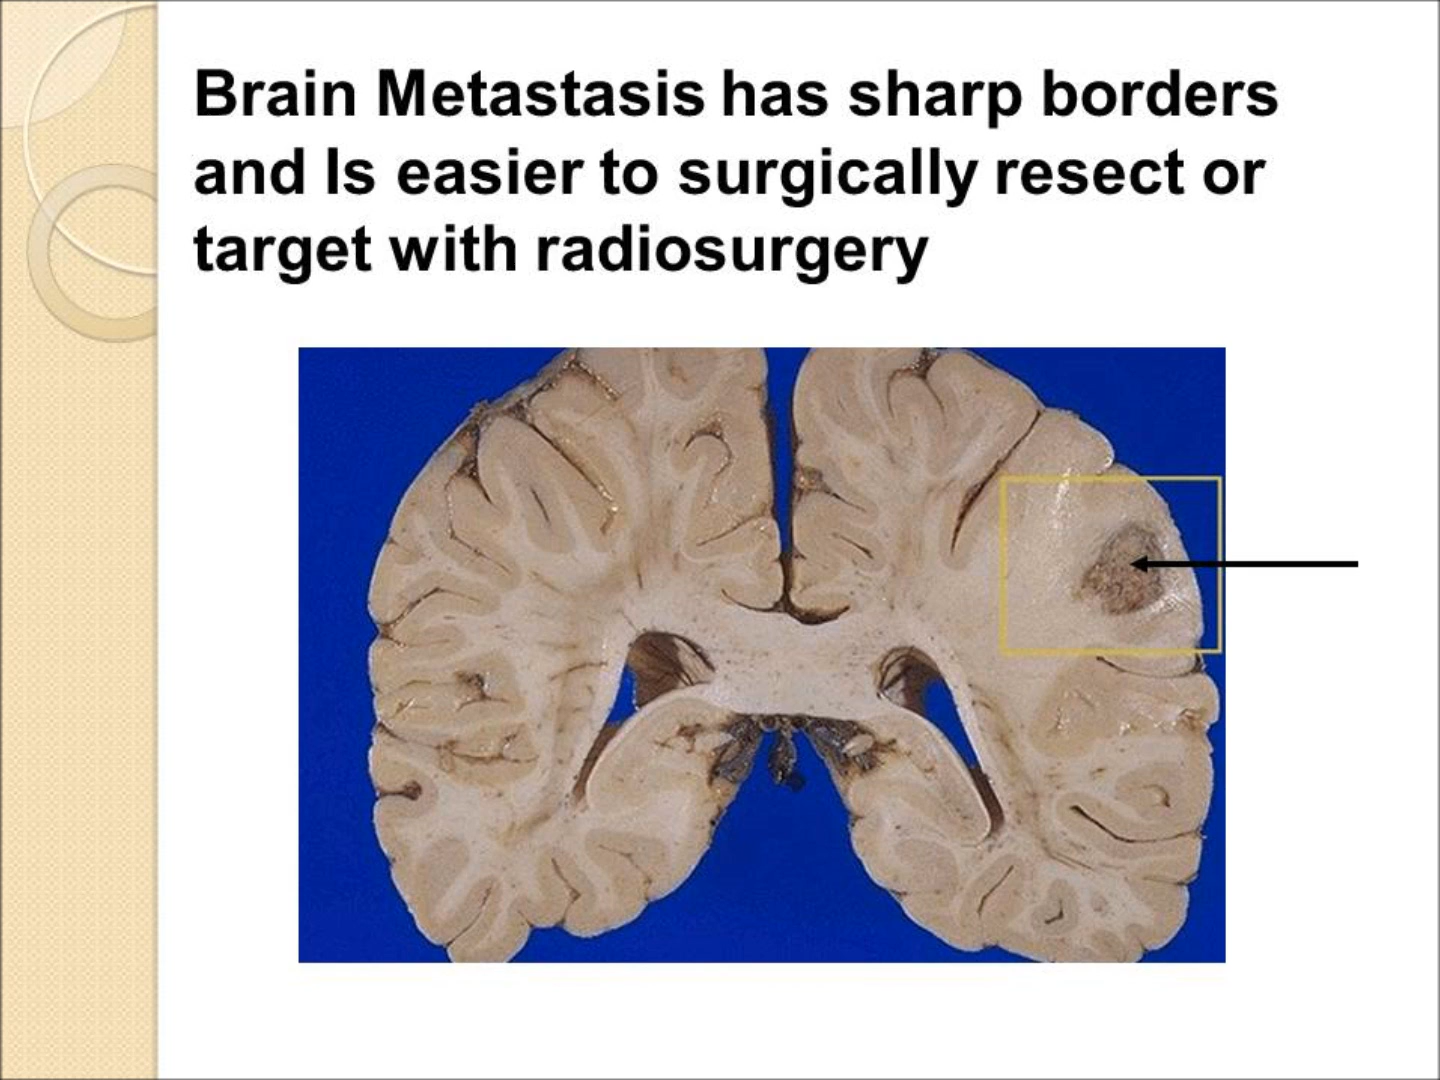 Brain Metastasis has sharp borders
and Is easier to surgically resect or
target with radiosurgery